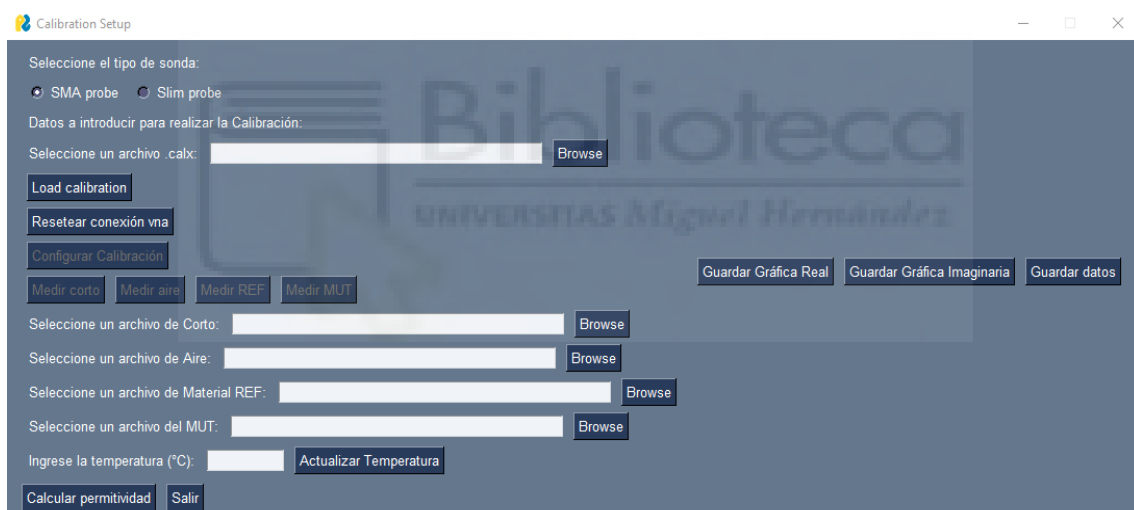 Calibration Setup
Seleccione el tipo de sonda:
SMA probe Slim probe
Datos a introducir para realizar la Calibración:
Seleccione un archivo .calx: Browse
Load calibration
Resetear conexión vna
Configurar Calibración
Guardar Gráfica Real Guardar Gráfica Imaginaria Guardar datos
Medir corto Medir aire Medir REF Medir MUT
Seleccione un archivo de Corto: Browse
Seleccione un archivo de Aire: Browse
Seleccione un archivo de Material REF: Browse
Seleccione un archivo del MUT: Browse
Ingrese la temperatura (°C): Actualizar Temperatura
Calcular permitividad Salir
Biblioteca
UNIVERSITAS Miguel Hernández